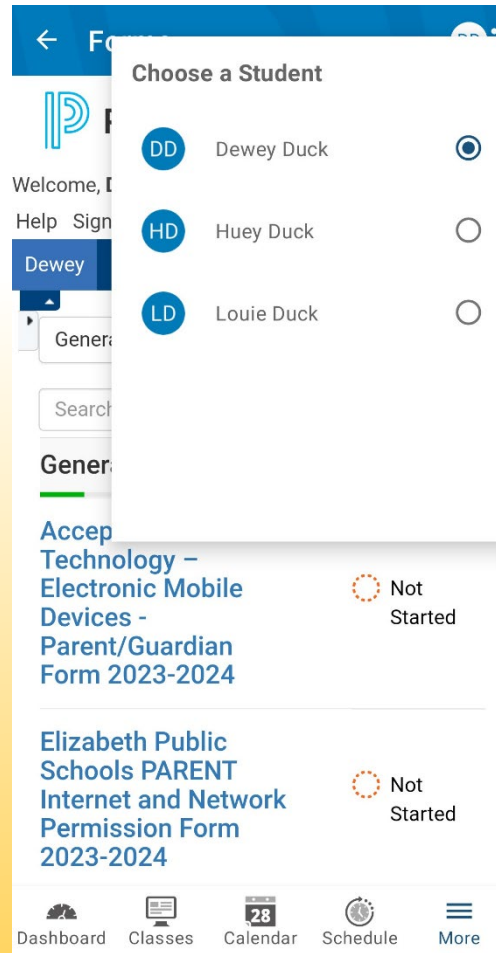 Choose a Student
DD Dewey Duck
HD Huey Duck
LD Louie Duck
Welcome,
Help Sign
Dewey
Search
Technology –
Electronic Mobile
Devices -
Parent/Guardian
Form 2023-2024
Not
Started
Elizabeth Public
Schools PARENT
Internet and Network
Permission Form
2023-2024
Not
Started
28
Dashboard Classes Calendar Schedule More